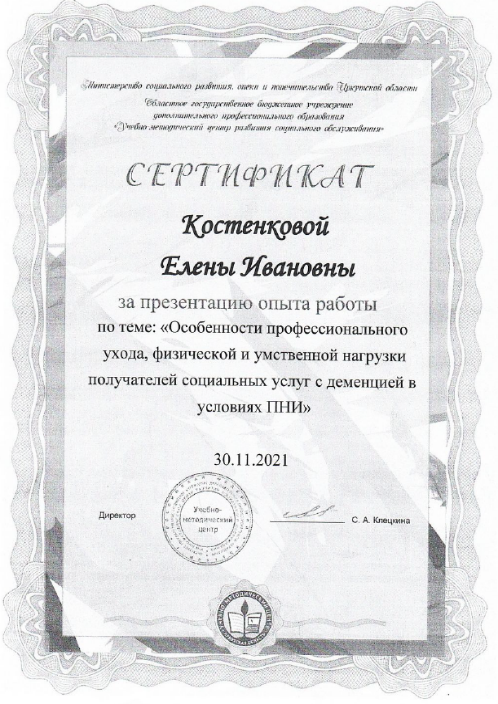 Министерство социального развития, опеки и попечительства Иркутской области
Областное государственное бюджетное учреждение
дополнительного профессионального образования
«Учебно-методический центр развития социального обслуживания»
СЕРТИФИКАТ
Костенковой
Елены Ивановны
за презентацию опыта работы
по теме: «Особенности профессионального
ухода, физической и умственной нагрузки
получателей социальных услуг с деменцией в
условиях ПНИ»
30.11.2021
Директор
Учебно-
методический
центр
С. А. Клецкина